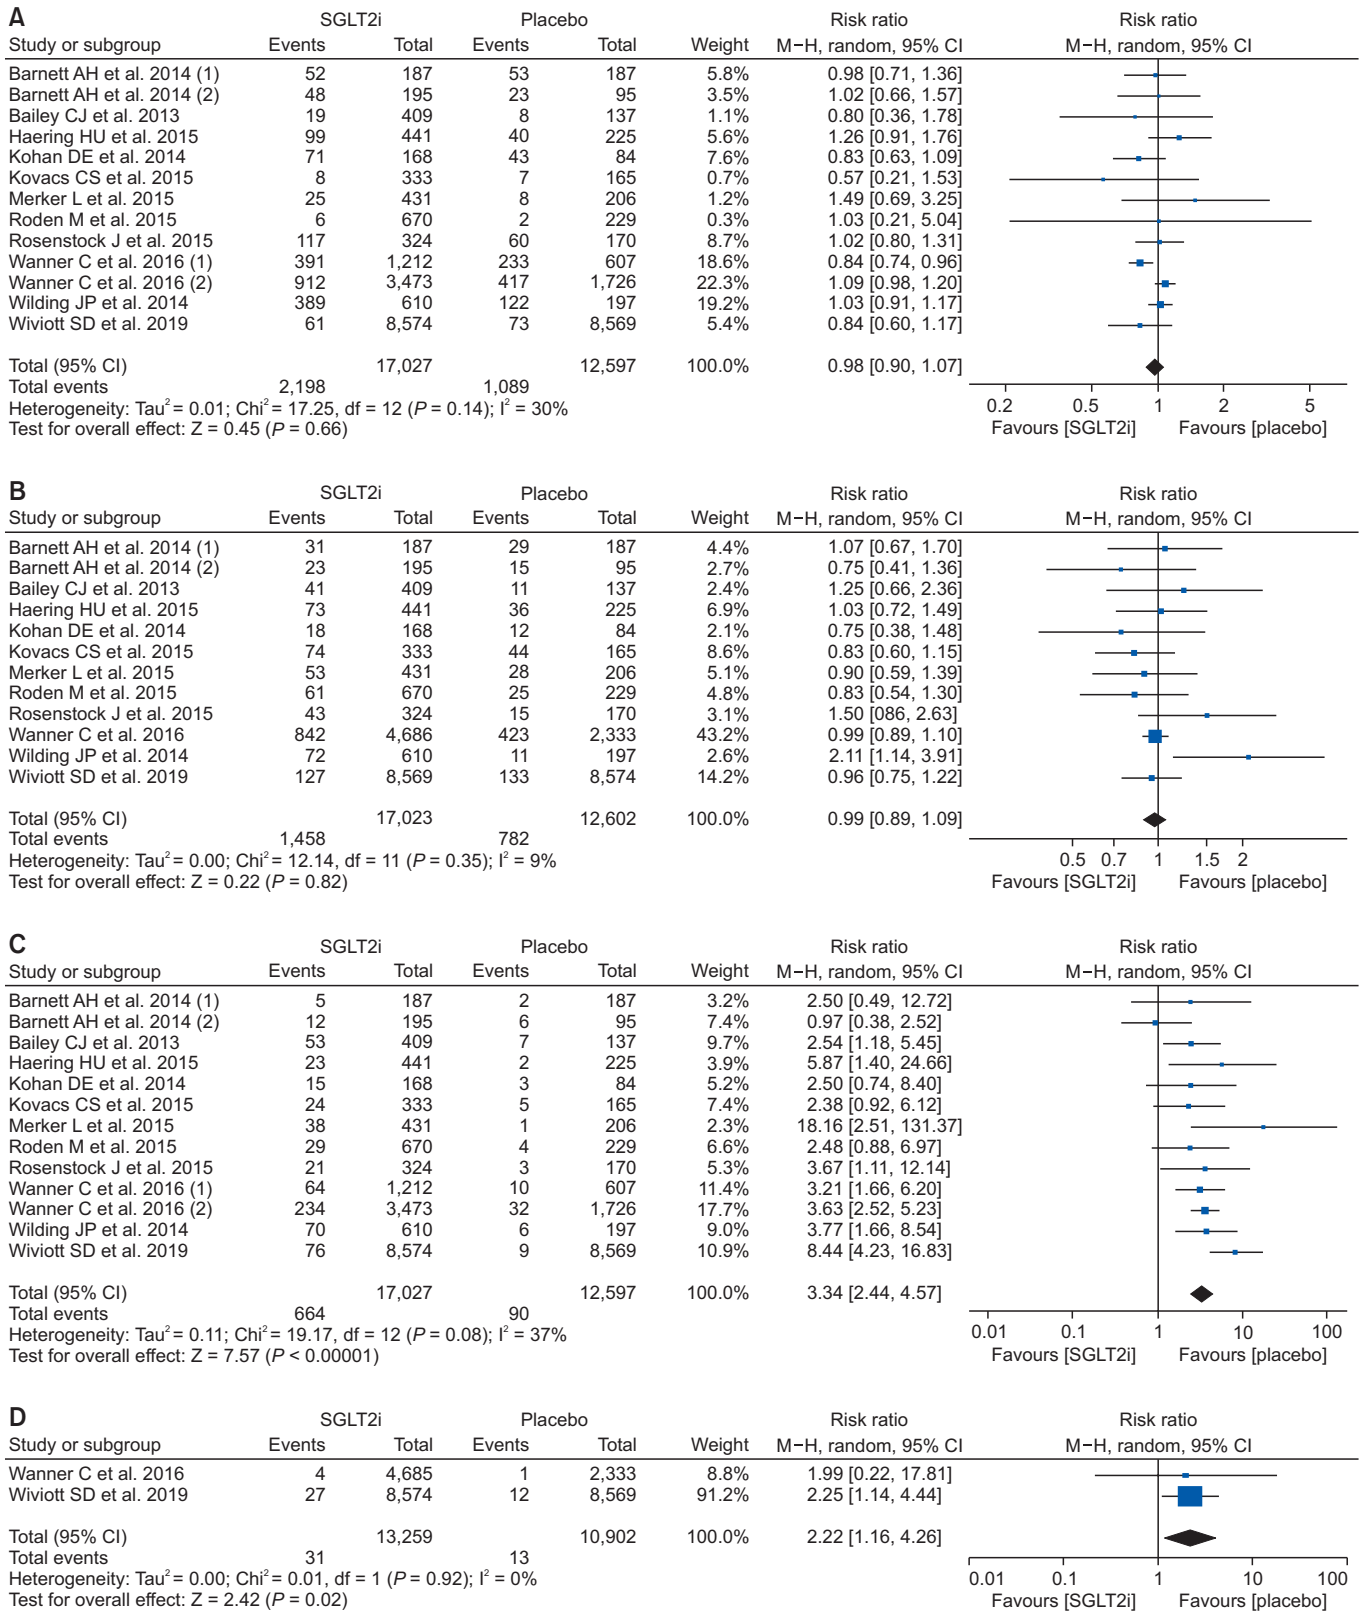 A
SGLT2i Placebo Risk ratio Risk ratio
Study or subgroup Events Total Events Total Weight M−H, random, 95% CI M−H, random, 95% CI
Barnett AH et al. 2014 (1) 52 187 53 187 5.8% 0.98 [0.71, 1.36]
Barnett AH et al. 2014 (2) 48 195 23 95 3.5% 1.02 [0.66, 1.57]
Bailey CJ et al. 2013 19 409 8 137 1.1% 0.80 [0.36, 1.78]
Haering HU et al. 2015 99 441 40 225 5.6% 1.26 [0.91, 1.76]
Kohan DE et al. 2014 71 168 43 84 7.6% 0.83 [0.63, 1.09]
Kovacs CS et al. 2015 8 333 7 165 0.7% 0.57 [0.21, 1.53]
Merker L et al. 2015 25 431 8 206 1.2% 1.49 [0.69, 3.25]
Roden M et al. 2015 6 670 2 229 0.3% 1.03 [0.21, 5.04]
Rosenstock J et al. 2015 117 324 60 170 8.7% 1.02 [0.80, 1.31]
Wanner C et al. 2016 (1) 391 1,212 233 607 18.6% 0.84 [0.74, 0.96]
Wanner C et al. 2016 (2) 912 3,473 417 1,726 22.3% 1.09 [0.98, 1.20]
Wilding JP et al. 2014 389 610 122 197 19.2% 1.03 [0.91, 1.17]
Wiviott SD et al. 2019 61 8,574 73 8,569 5.4% 0.84 [0.60, 1.17]
Total (95% CI) 17,027 12,597 100.0% 0.98 [0.90, 1.07]
Total events 2,198 1,089
Heterogeneity: Tau² = 0.01; Chi² = 17.25, df = 12 (P = 0.14); I² = 30%
Test for overall effect: Z = 0.45 (P = 0.66)
0.2 0.5 1 2 5
Favours [SGLT2i] Favours [placebo]
B
SGLT2i Placebo Risk ratio Risk ratio
Study or subgroup Events Total Events Total Weight M−H, random, 95% CI M−H, random, 95% CI
Barnett AH et al. 2014 (1) 31 187 29 187 4.4% 1.07 [0.67, 1.70]
Barnett AH et al. 2014 (2) 23 195 15 95 2.7% 0.75 [0.41, 1.36]
Bailey CJ et al. 2013 41 409 11 137 2.4% 1.25 [0.66, 2.36]
Haering HU et al. 2015 73 441 36 225 6.9% 1.03 [0.72, 1.49]
Kohan DE et al. 2014 18 168 12 84 2.1% 0.75 [0.38, 1.48]
Kovacs CS et al. 2015 74 333 44 165 8.6% 0.83 [0.60, 1.15]
Merker L et al. 2015 53 431 28 206 5.1% 0.90 [0.59, 1.39]
Roden M et al. 2015 61 670 25 229 4.8% 0.83 [0.54, 1.30]
Rosenstock J et al. 2015 43 324 15 170 3.1% 1.50 [086, 2.63]
Wanner C et al. 2016 842 4,686 423 2,333 43.2% 0.99 [0.89, 1.10]
Wilding JP et al. 2014 72 610 11 197 2.6% 2.11 [1.14, 3.91]
Wiviott SD et al. 2019 127 8,569 133 8,574 14.2% 0.96 [0.75, 1.22]
Total (95% CI) 17,023 12,602 100.0% 0.99 [0.89, 1.09]
Total events 1,458 782
Heterogeneity: Tau² = 0.00; Chi² = 12.14, df = 11 (P = 0.35); I² = 9%
Test for overall effect: Z = 0.22 (P = 0.82)
0.5 0.7 1 1.5 2
Favours [SGLT2i] Favours [placebo]
C
SGLT2i Placebo Risk ratio Risk ratio
Study or subgroup Events Total Events Total Weight M−H, random, 95% CI M−H, random, 95% CI
Barnett AH et al. 2014 (1) 5 187 2 187 3.2% 2.50 [0.49, 12.72]
Barnett AH et al. 2014 (2) 12 195 6 95 7.4% 0.97 [0.38, 2.52]
Bailey CJ et al. 2013 53 409 7 137 9.7% 2.54 [1.18, 5.45]
Haering HU et al. 2015 23 441 2 225 3.9% 5.87 [1.40, 24.66]
Kohan DE et al. 2014 15 168 3 84 5.2% 2.50 [0.74, 8.40]
Kovacs CS et al. 2015 24 333 5 165 7.4% 2.38 [0.92, 6.12]
Merker L et al. 2015 38 431 1 206 2.3% 18.16 [2.51, 131.37]
Roden M et al. 2015 29 670 4 229 6.6% 2.48 [0.88, 6.97]
Rosenstock J et al. 2015 21 324 3 170 5.3% 3.67 [1.11, 12.14]
Wanner C et al. 2016 (1) 64 1,212 10 607 11.4% 3.21 [1.66, 6.20]
Wanner C et al. 2016 (2) 234 3,473 32 1,726 17.7% 3.63 [2.52, 5.23]
Wilding JP et al. 2014 70 610 6 197 9.0% 3.77 [1.66, 8.54]
Wiviott SD et al. 2019 76 8,574 9 8,569 10.9% 8.44 [4.23, 16.83]
Total (95% CI) 17,027 12,597 100.0% 3.34 [2.44, 4.57]
Total events 664 90
Heterogeneity: Tau² = 0.11; Chi² = 19.17, df = 12 (P = 0.08); I² = 37%
Test for overall effect: Z = 7.57 (P < 0.00001)
0.01 0.1 1 10 100
Favours [SGLT2i] Favours [placebo]
D
SGLT2i Placebo Risk ratio Risk ratio
Study or subgroup Events Total Events Total Weight M−H, random, 95% CI M−H, random, 95% CI
Wanner C et al. 2016 4 4,685 1 2,333 8.8% 1.99 [0.22, 17.81]
Wiviott SD et al. 2019 27 8,574 12 8,569 91.2% 2.25 [1.14, 4.44]
Total (95% CI) 13,259 10,902 100.0% 2.22 [1.16, 4.26]
Total events 31 13
Heterogeneity: Tau² = 0.00; Chi² = 0.01, df = 1 (P = 0.92); I² = 0%
Test for overall effect: Z = 2.42 (P = 0.02)
0.01 0.1 1 10 100
Favours [SGLT2i] Favours [placebo]